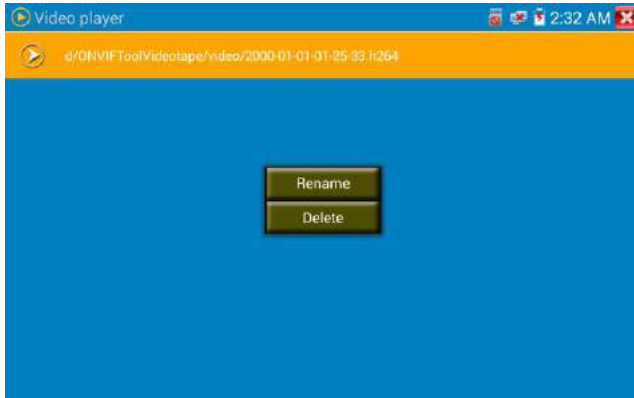 Video player
2:32 AM
d/ONVIFToolVideotape/video/2000-01-01-01-25-33.h264
Rename
Delete